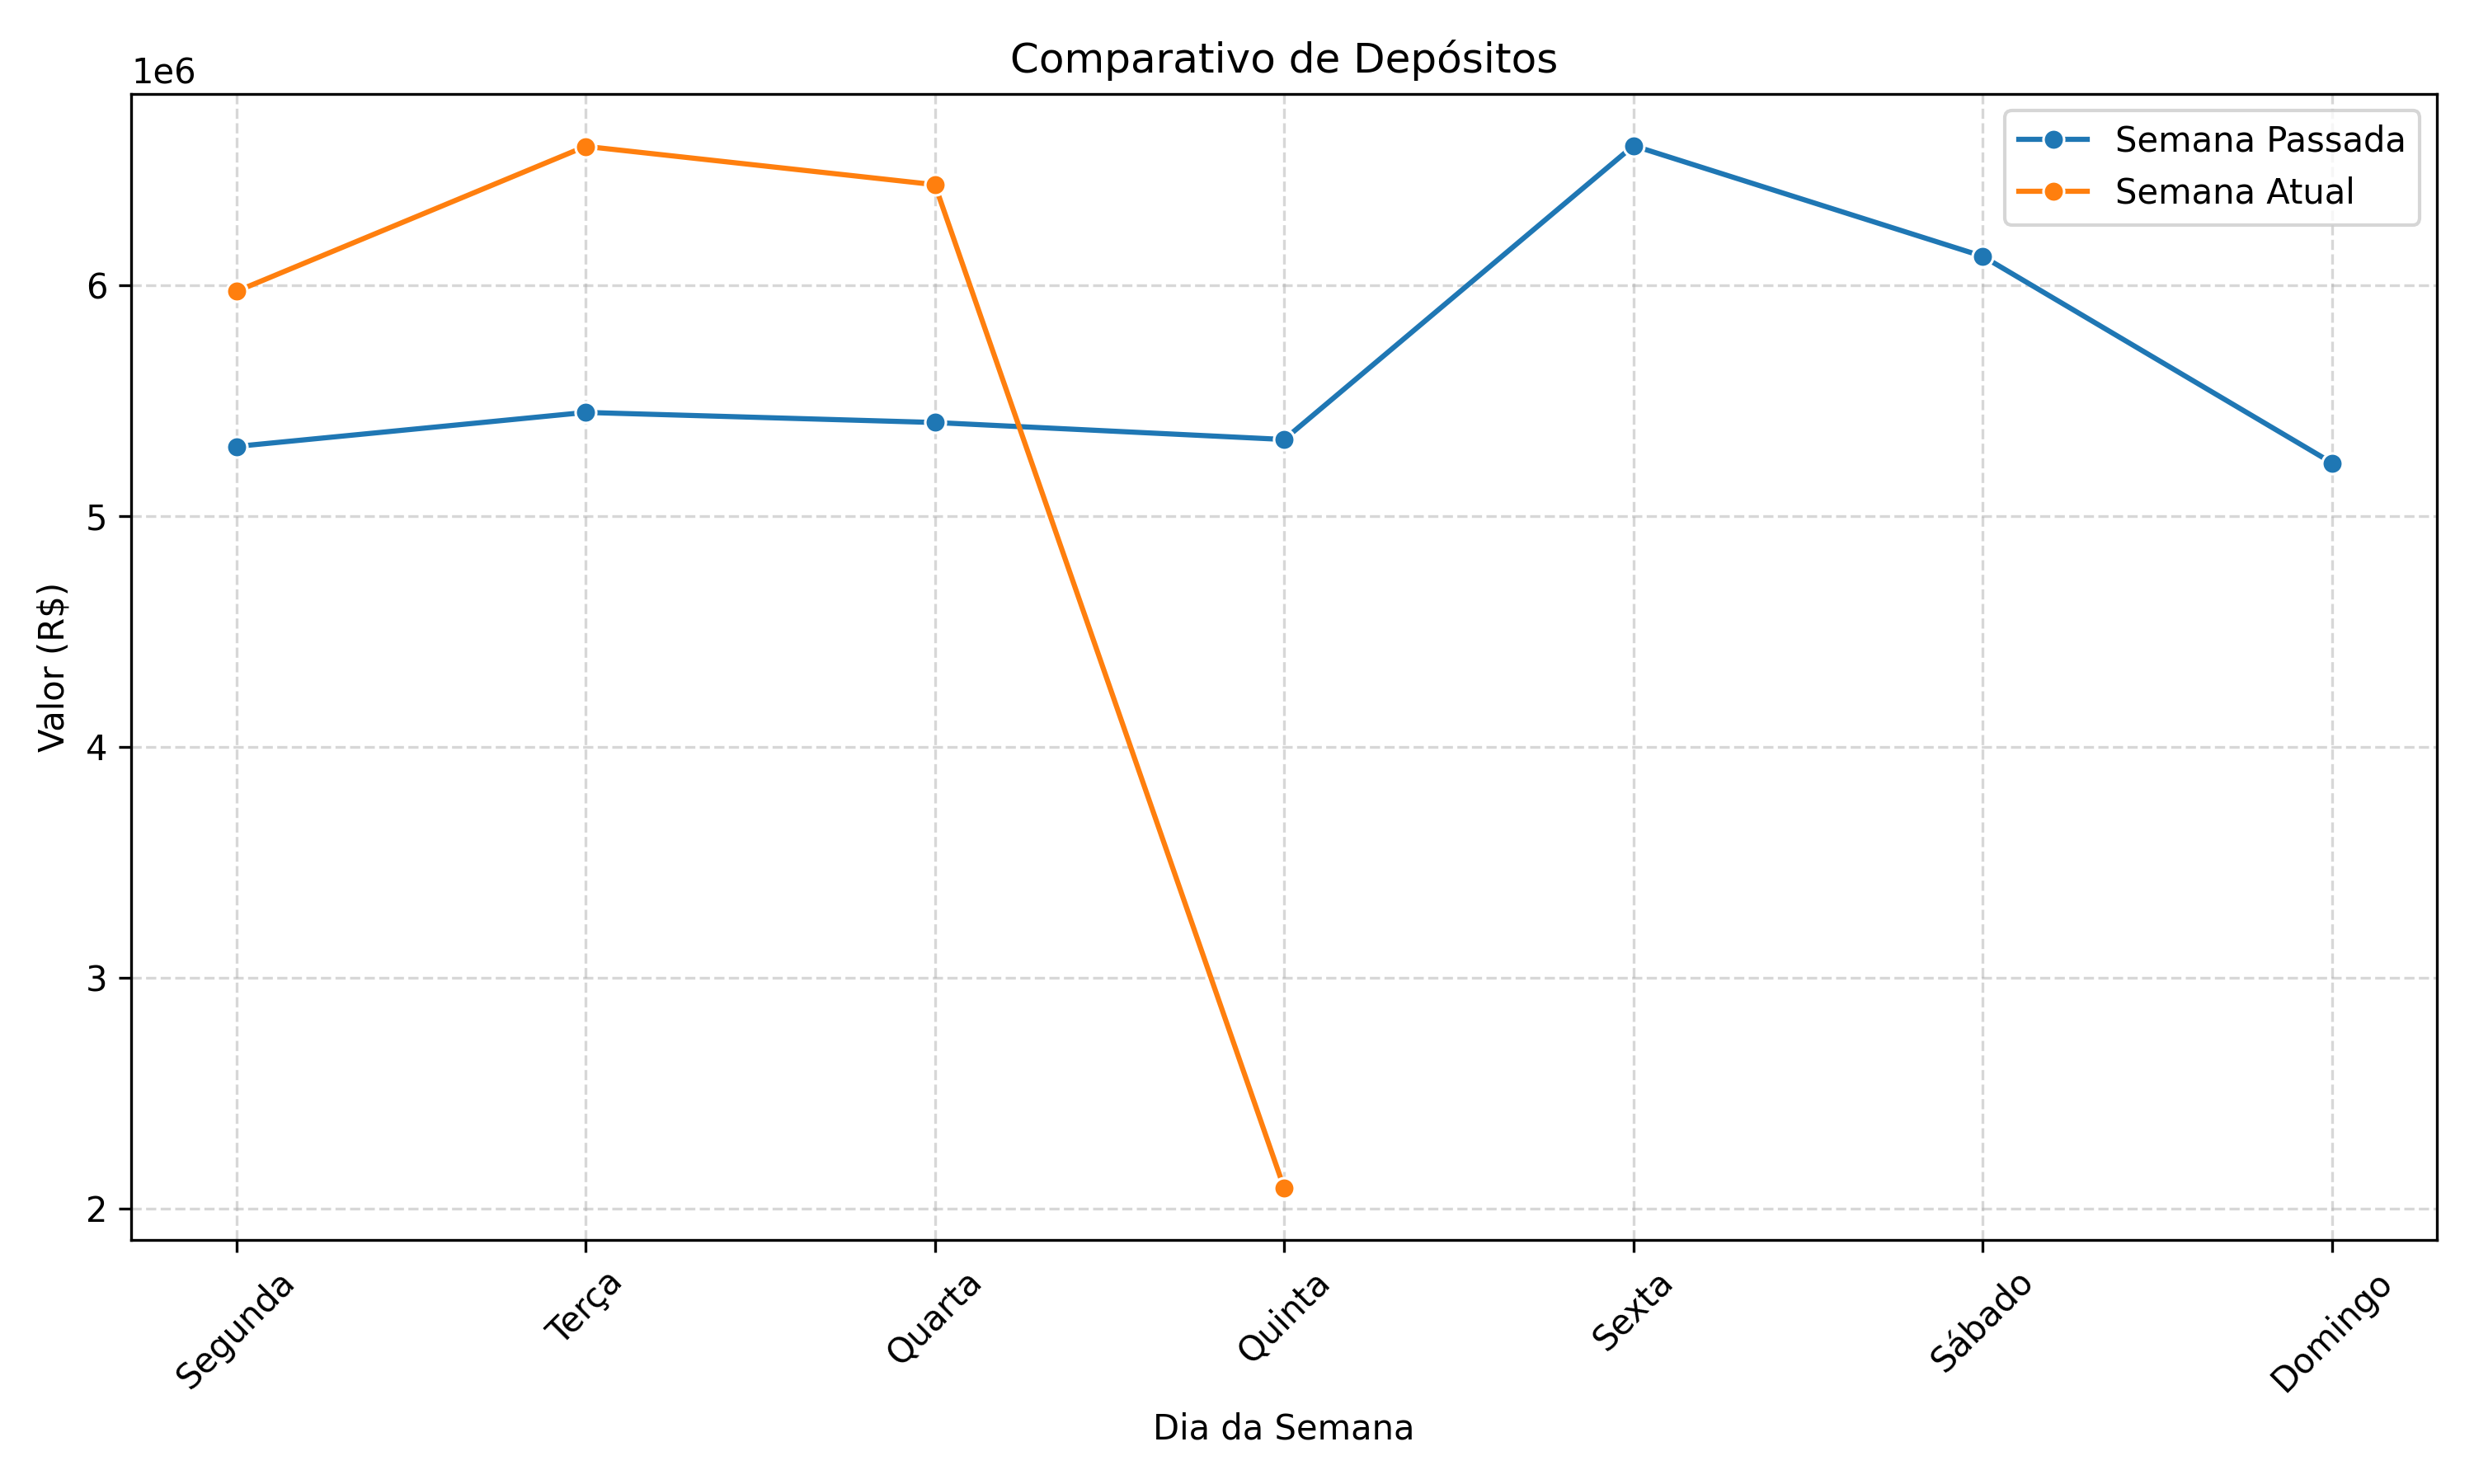 Comparativo de Depósitos
1e6
Semana Passada
Semana Atual
6
5
4
3
2
Valor (R$)
Segunda
Terça
Quarta
Quinta
Sexta
Sábado
Domingo
Dia da Semana